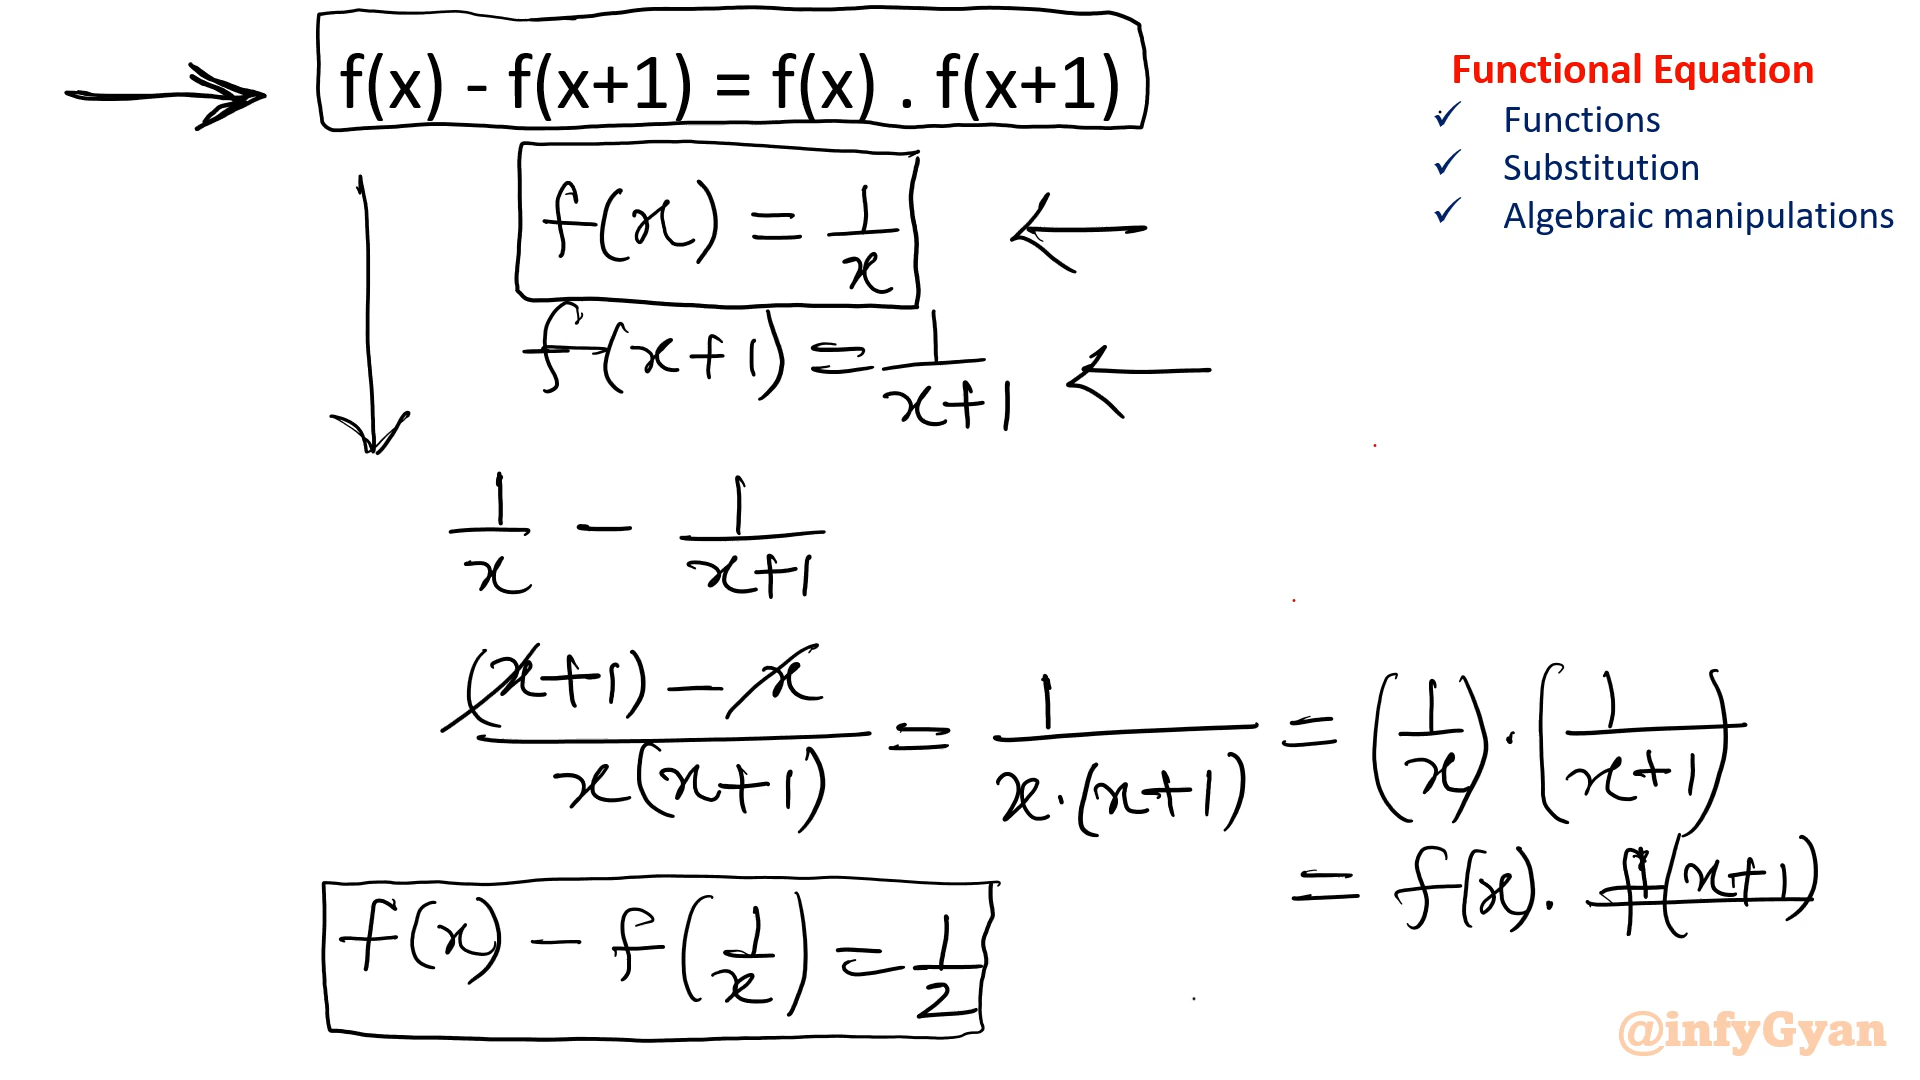 f(x) - f(x+1) = f(x) . f(x+1)
Functional Equation
✓ Functions
✓ Substitution
✓ Algebraic manipulations
f(x) = 1/x
f(x+1) = 1/(x+1)
1/x - 1/(x+1)
((x+1) - x)/(x(x+1)) = 1/(x.(x+1)) = (1/x).(1/(x+1))
= f(x). f(x+1)
f(x) - f(1/x) = 1/2
@infyGyan